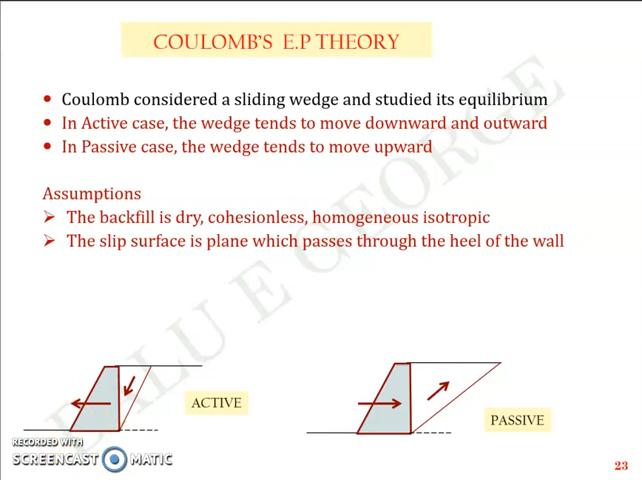 COULOMB'S E.P THEORY
Coulomb considered a sliding wedge and studied its equilibrium
In Active case, the wedge tends to move downward and outward
In Passive case, the wedge tends to move upward
Assumptions
The backfill is dry, cohesionless, homogeneous isotropic
The slip surface is plane which passes through the heel of the wall
ACTIVE
PASSIVE
BALU E GEORGE
RECORDED WITH
SCREENCAST MATIC
23